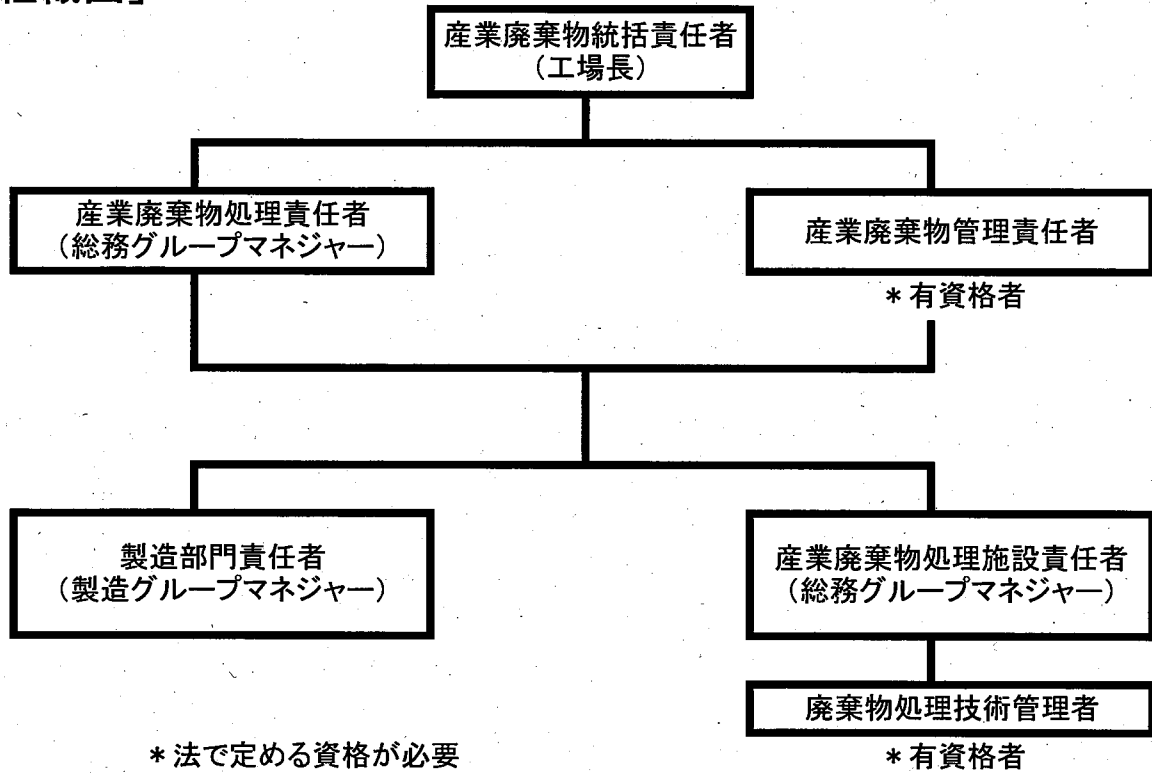 産業廃棄物統括責任者
（工場長）
産業廃棄物処理責任者
（総務グループマネジャー）
産業廃棄物管理責任者
＊有資格者
製造部門責任者
（製造グループマネジャー）
産業廃棄物処理施設責任者
（総務グループマネジャー）
廃棄物処理技術管理者
＊有資格者
＊法で定める資格が必要